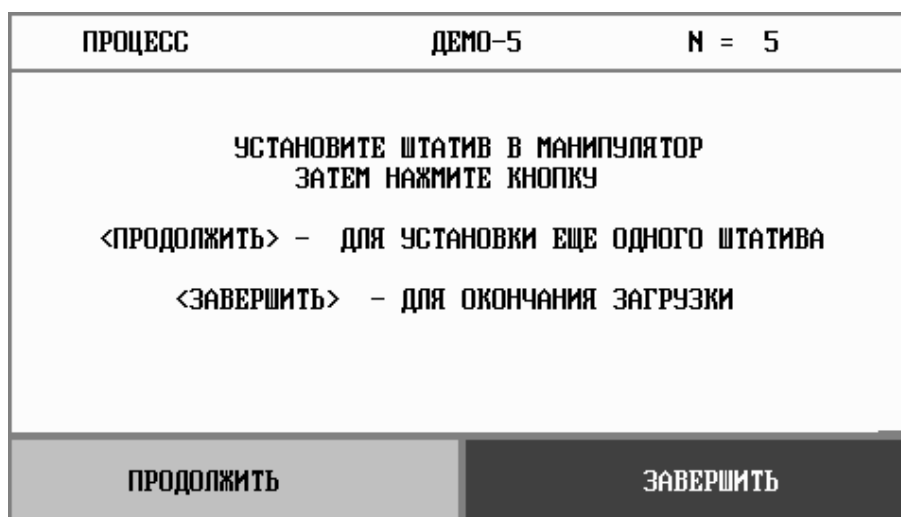 ПРОЦЕСС ДЕМО-5 N = 5
УСТАНОВИТЕ ШТАТИВ В МАНИПУЛЯТОР
ЗАТЕМ НАЖМИТЕ КНОПКУ
<ПРОДОЛЖИТЬ> - ДЛЯ УСТАНОВКИ ЕЩЕ ОДНОГО ШТАТИВА
<ЗАВЕРШИТЬ> - ДЛЯ ОКОНЧАНИЯ ЗАГРУЗКИ
ПРОДОЛЖИТЬ ЗАВЕРШИТЬ